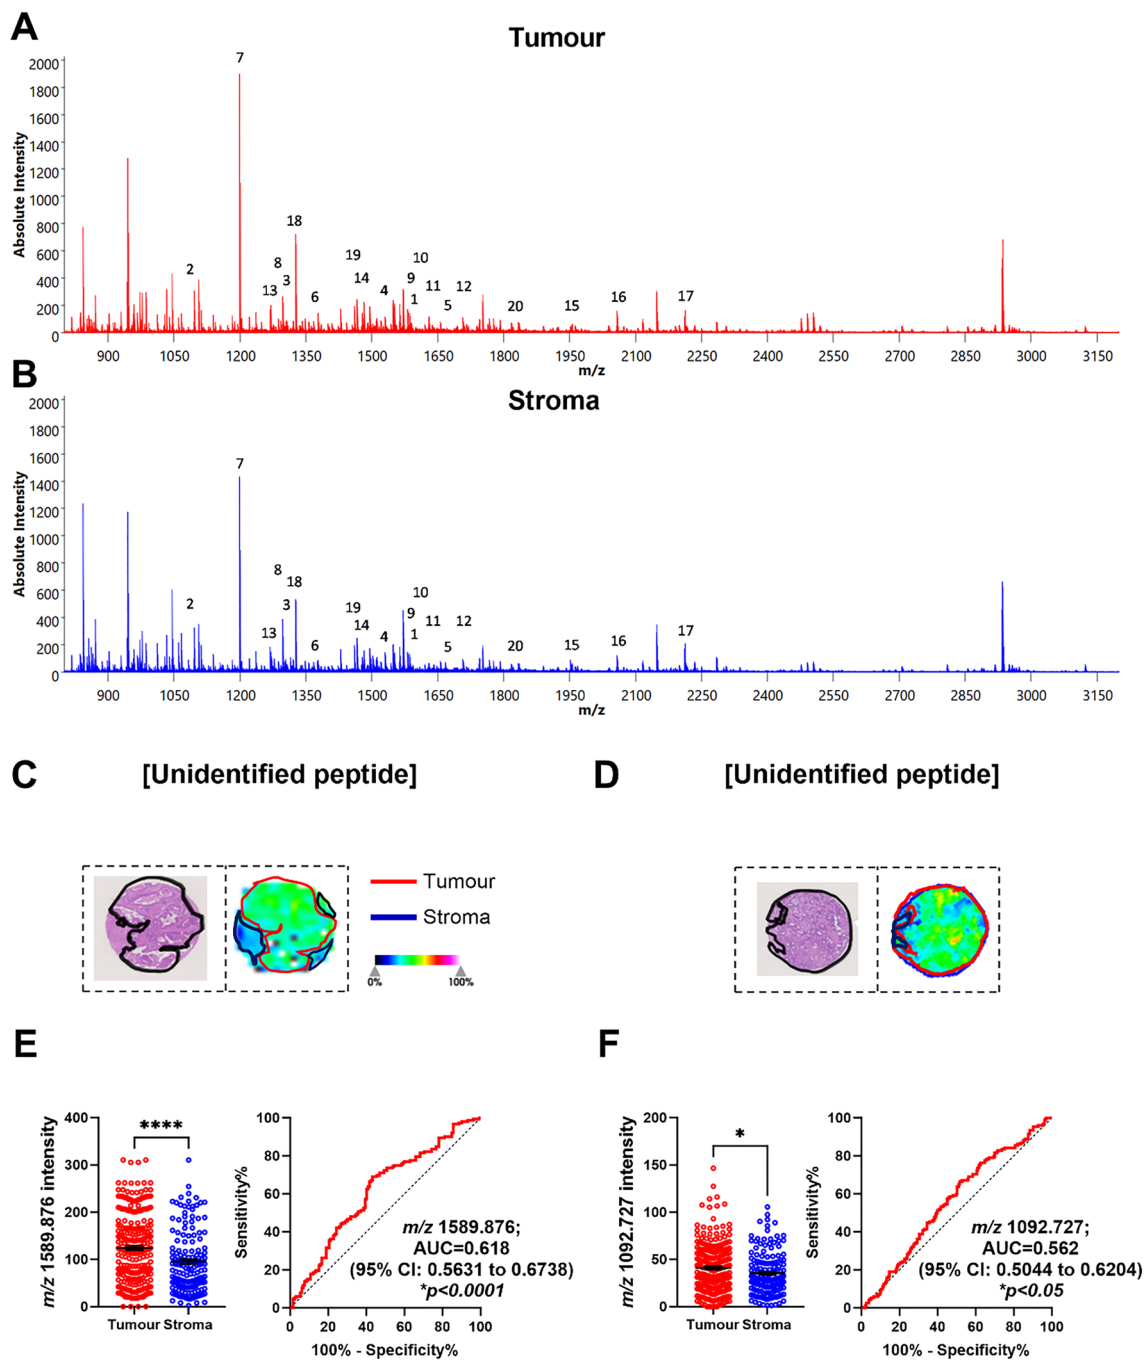 A
Tumour
Absolute Intensity
2000
1800
1600
1400
1200
1000
800
600
400
200
0
7
2
13
8
3
18
6
19
14
4
10
9
1
11
5
12
20
15
16
17
900 1050 1200 1350 1500 1650 1800 1950 2100 2250 2400 2550 2700 2850 3000 3150
m/z
B
Stroma
Absolute Intensity
2000
1800
1600
1400
1200
1000
800
600
400
200
0
7
2
13
8
3
18
6
19
14
4
10
9
1
11
5
12
20
15
16
17
900 1050 1200 1350 1500 1650 1800 1950 2100 2250 2400 2550 2700 2850 3000 3150
m/z
C
[Unidentified peptide]
Tumour
Stroma
0% 100%
D
[Unidentified peptide]
E
m/z 1589.876 intensity
400
300
200
100
0
****
Tumour Stroma
Sensitivity%
100
80
60
40
20
0
m/z 1589.876;
AUC=0.618
(95% CI: 0.5631 to 0.6738)
*p<0.0001
0 20 40 60 80 100
100% - Specificity%
F
m/z 1092.727 intensity
200
150
100
50
0
*
Tumour Stroma
Sensitivity%
100
80
60
40
20
0
m/z 1092.727;
AUC=0.562
(95% CI: 0.5044 to 0.6204)
*p<0.05
0 20 40 60 80 100
100% - Specificity%